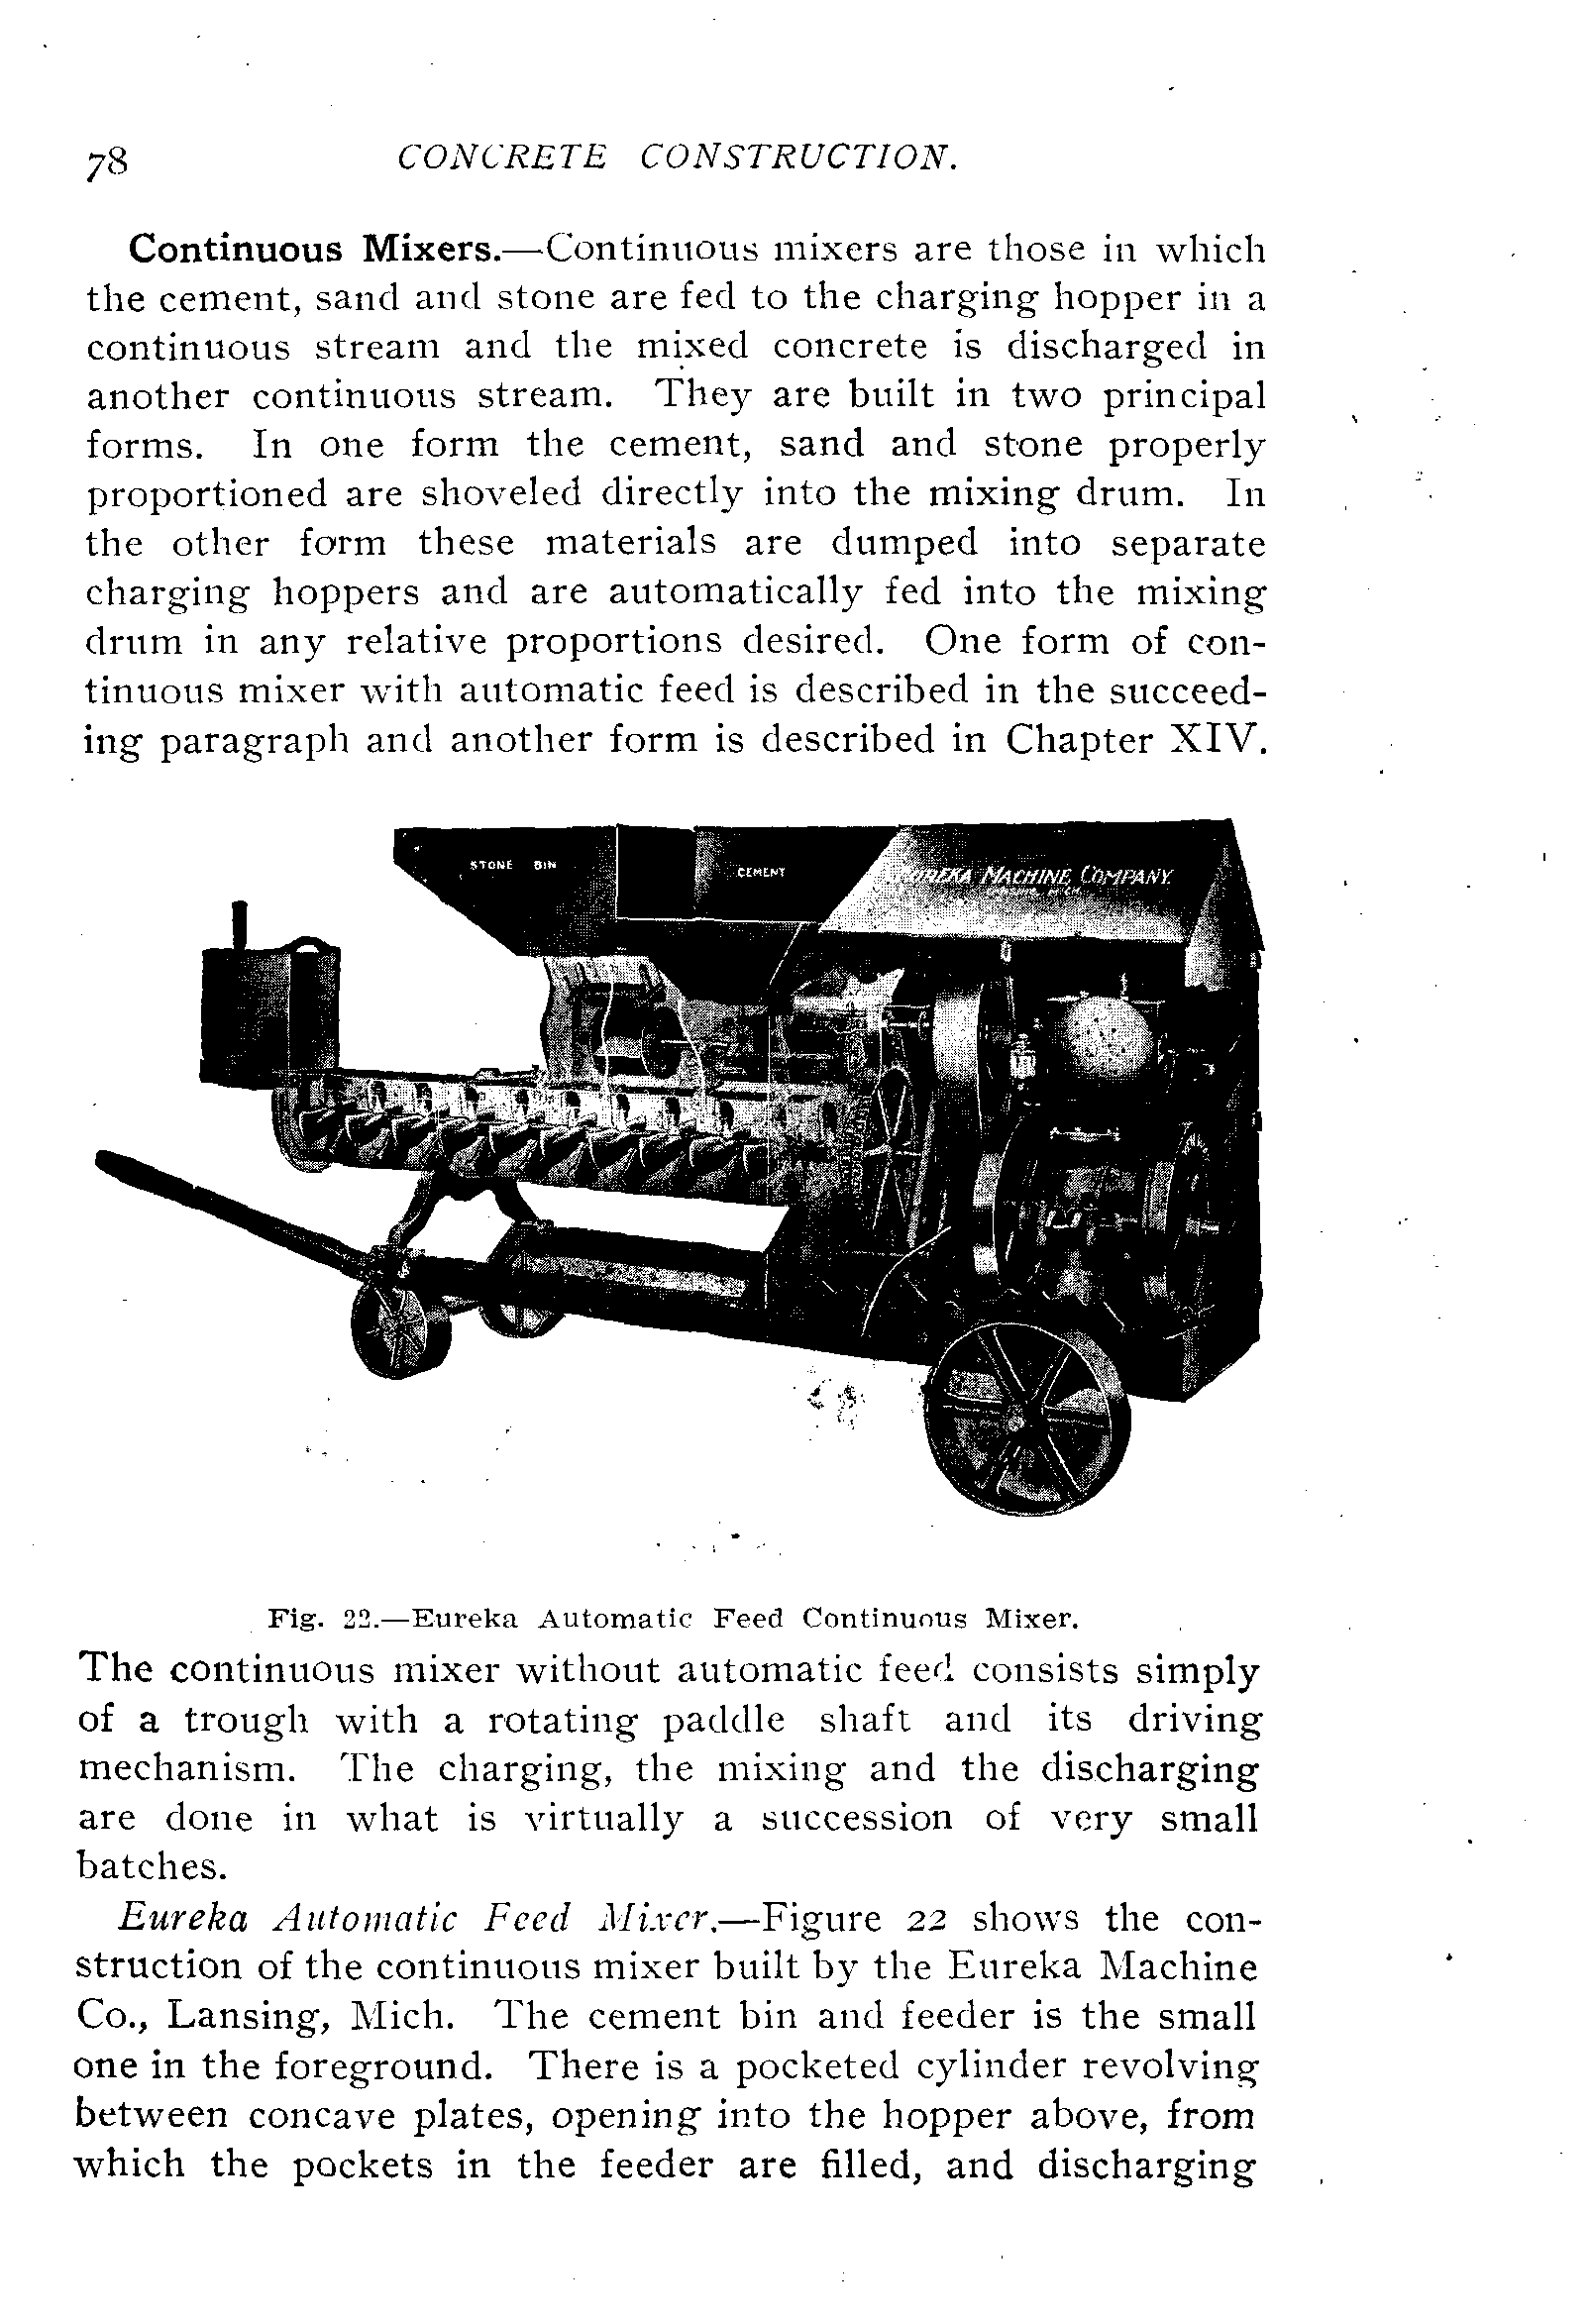 78 CONCRETE CONSTRUCTION.
Continuous Mixers.—Continuous mixers are those in which
the cement, sand and stone are fed to the charging hopper in a
continuous stream and the mixed concrete is discharged in
another continuous stream. They are built in two principal
forms. In one form the cement, sand and stone properly
proportioned are shoveled directly into the mixing drum. In
the other form these materials are dumped into separate
charging hoppers and are automatically fed into the mixing
drum in any relative proportions desired. One form of con-
tinuous mixer with automatic feed is described in the succeed-
ing paragraph and another form is described in Chapter XIV.
STONE BIN
CEMENT
EUREKA MACHINE COMPANY.
Fig. 22.—Eureka Automatic Feed Continuous Mixer.
The continuous mixer without automatic feed consists simply
of a trough with a rotating paddle shaft and its driving
mechanism. The charging, the mixing and the discharging
are done in what is virtually a succession of very small
batches.
Eureka Automatic Feed Mixer.—Figure 22 shows the con-
struction of the continuous mixer built by the Eureka Machine
Co., Lansing, Mich. The cement bin and feeder is the small
one in the foreground. There is a pocketed cylinder revolving
between concave plates, opening into the hopper above, from
which the pockets in the feeder are filled, and discharging